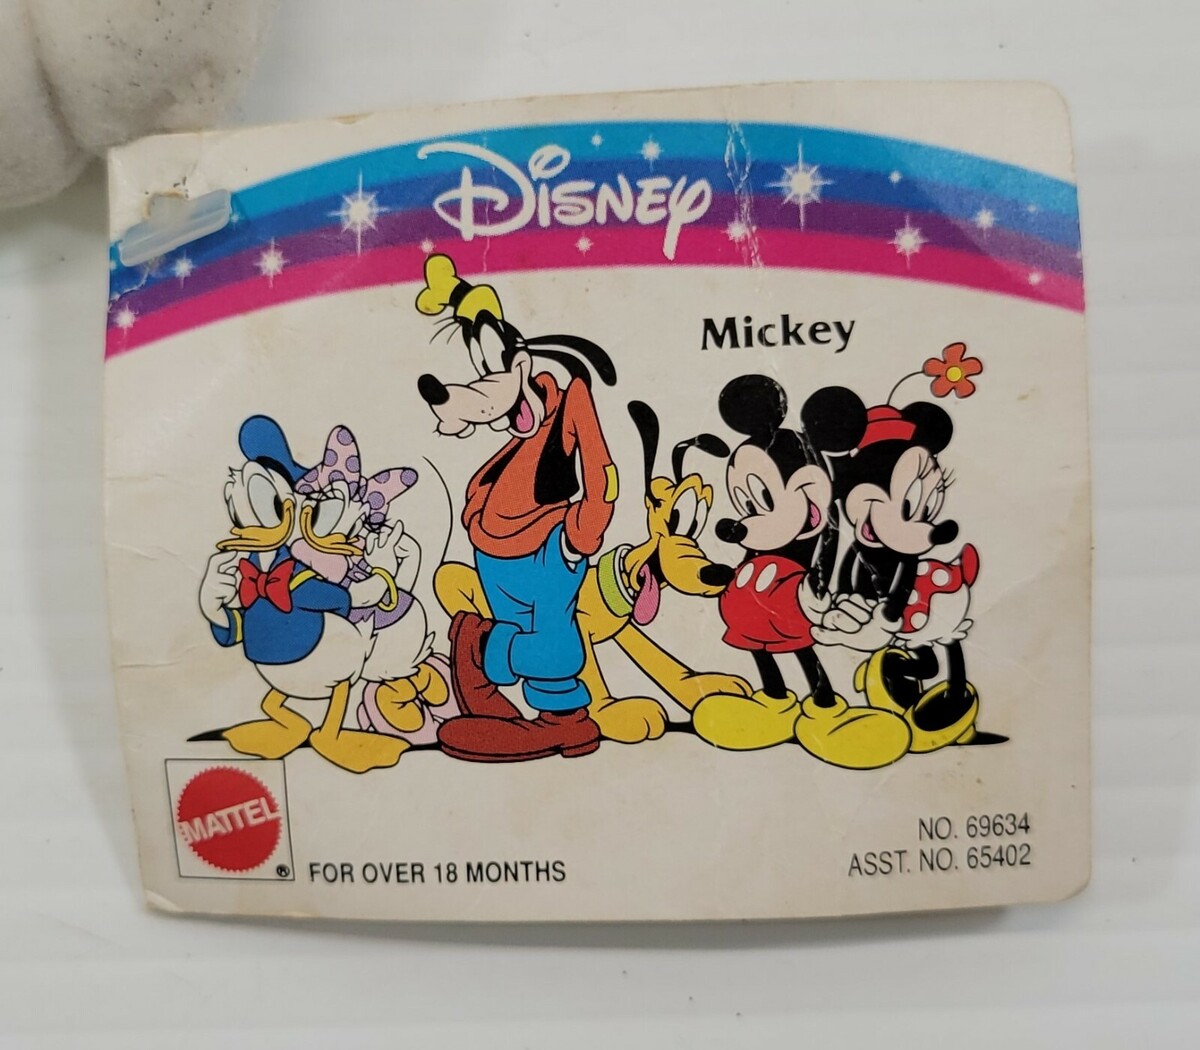 Disney
Mickey
MATTEL
®
FOR OVER 18 MONTHS
NO. 69634
ASST. NO. 65402